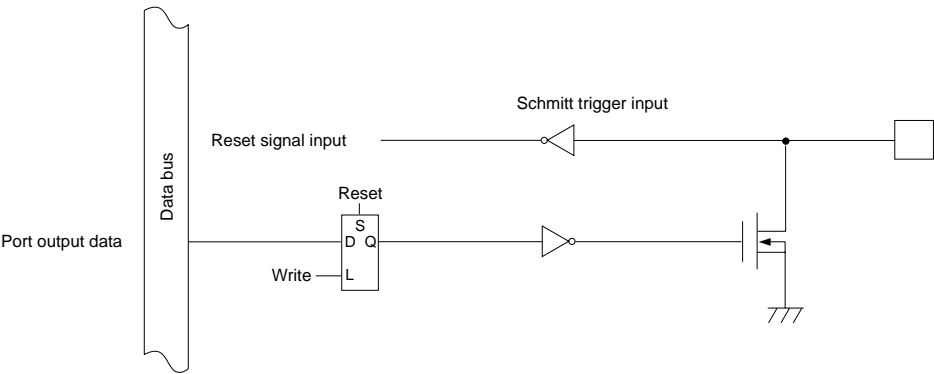 Schmitt trigger input
Reset signal input
Data bus
Reset
S
Port output data
D Q
Write
L